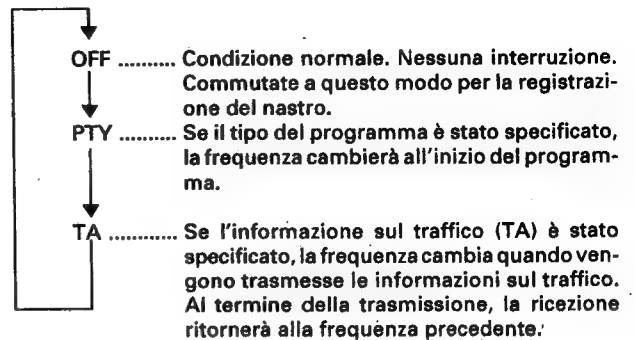 OFF .......... Condizione normale. Nessuna interruzione.
Commutate a questo modo per la registrazi-
one del nastro.
PTY .......... Se il tipo del programma è stato specificato,
la frequenza cambierà all'inizio del program-
ma.
TA ............ Se l'informazione sul traffico (TA) è stato
specificato, la frequenza cambia quando ven-
gono trasmesse le informazioni sul traffico.
Al termine della trasmissione, la ricezione
ritornerà alla frequenza precedente.